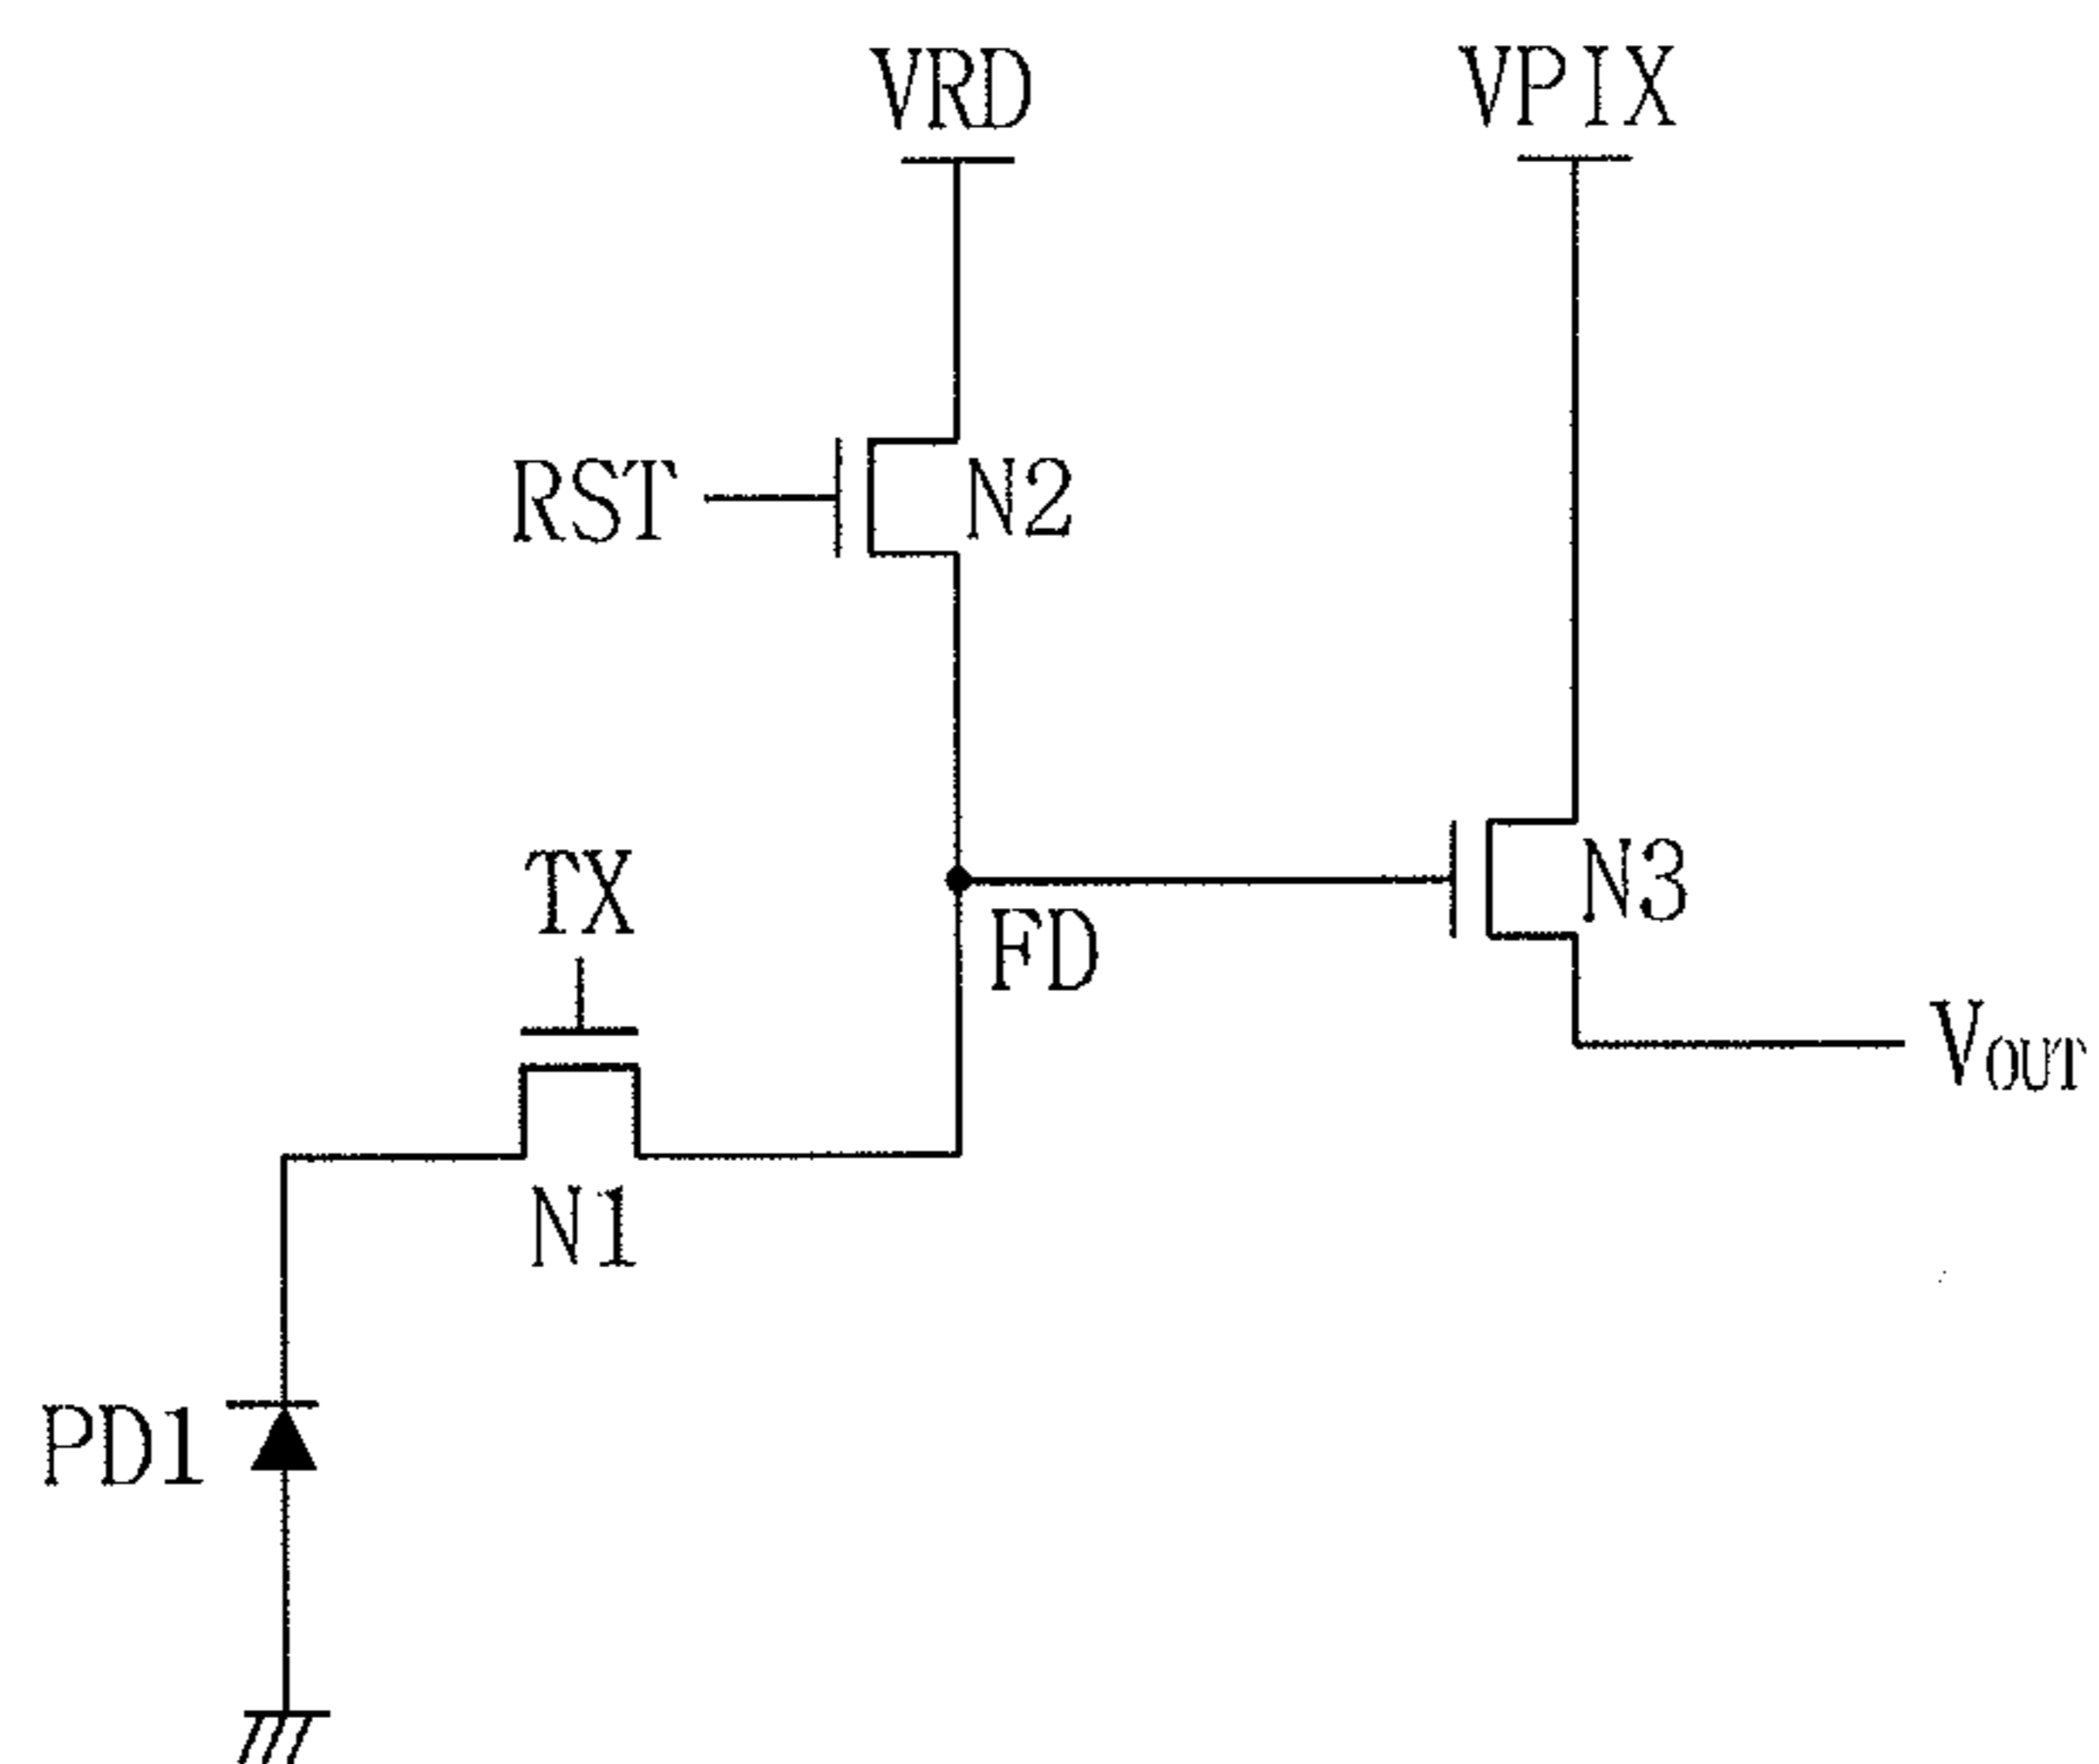 VRD
VPIX
RST
N2
TX
FD
N3
VOUT
N1
PD1